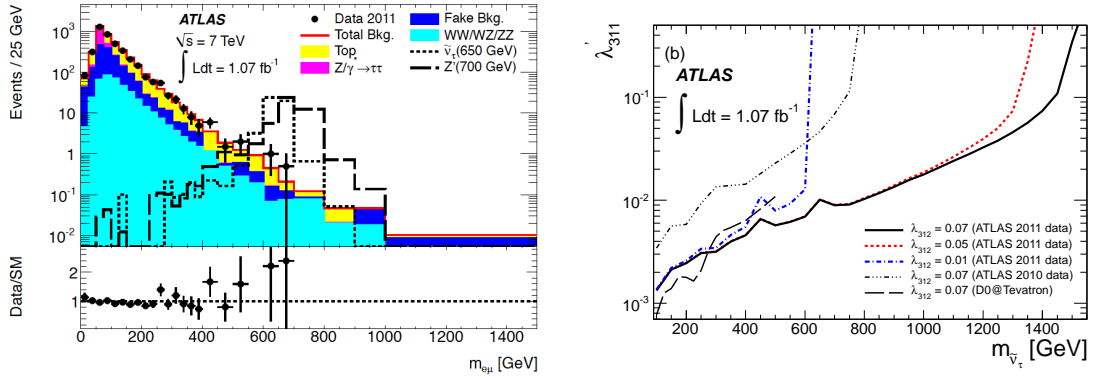 Events / 25 GeV
10³
10²
10
1
10⁻¹
10⁻²
ATLAS
√s = 7 TeV
∫ Ldt = 1.07 fb⁻¹
Data 2011
Total Bkg.
Top
Z/γ*→ττ
Fake Bkg.
WW/WZ/ZZ
ν̃τ(650 GeV)
Z'(700 GeV)
Data/SM
2
1
0 200 400 600 800 1000 1200 1400
m_eμ [GeV]
λ'₃₁₁
(b)
ATLAS
∫ Ldt = 1.07 fb⁻¹
10⁻¹
10⁻²
10⁻³
λ₃₁₂ = 0.07 (ATLAS 2011 data)
λ₃₁₂ = 0.05 (ATLAS 2011 data)
λ₃₁₂ = 0.01 (ATLAS 2011 data)
λ₃₁₂ = 0.07 (ATLAS 2010 data)
λ₃₁₂ = 0.07 (D0@Tevatron)
200 400 600 800 1000 1200 1400
m_ν̃τ [GeV]